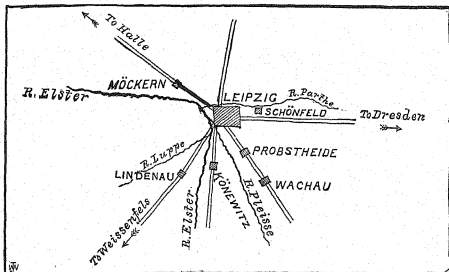 To Halle
MÖCKERN
R. Elster
LEIPZIG
R. Parthe
SCHÖNFELD
To Dresden
R. Luppe
PROBSTHEIDE
LINDENAU
KÖNEWITZ
WACHAU
R. Pleisse
R. Elster
To Weissenfels